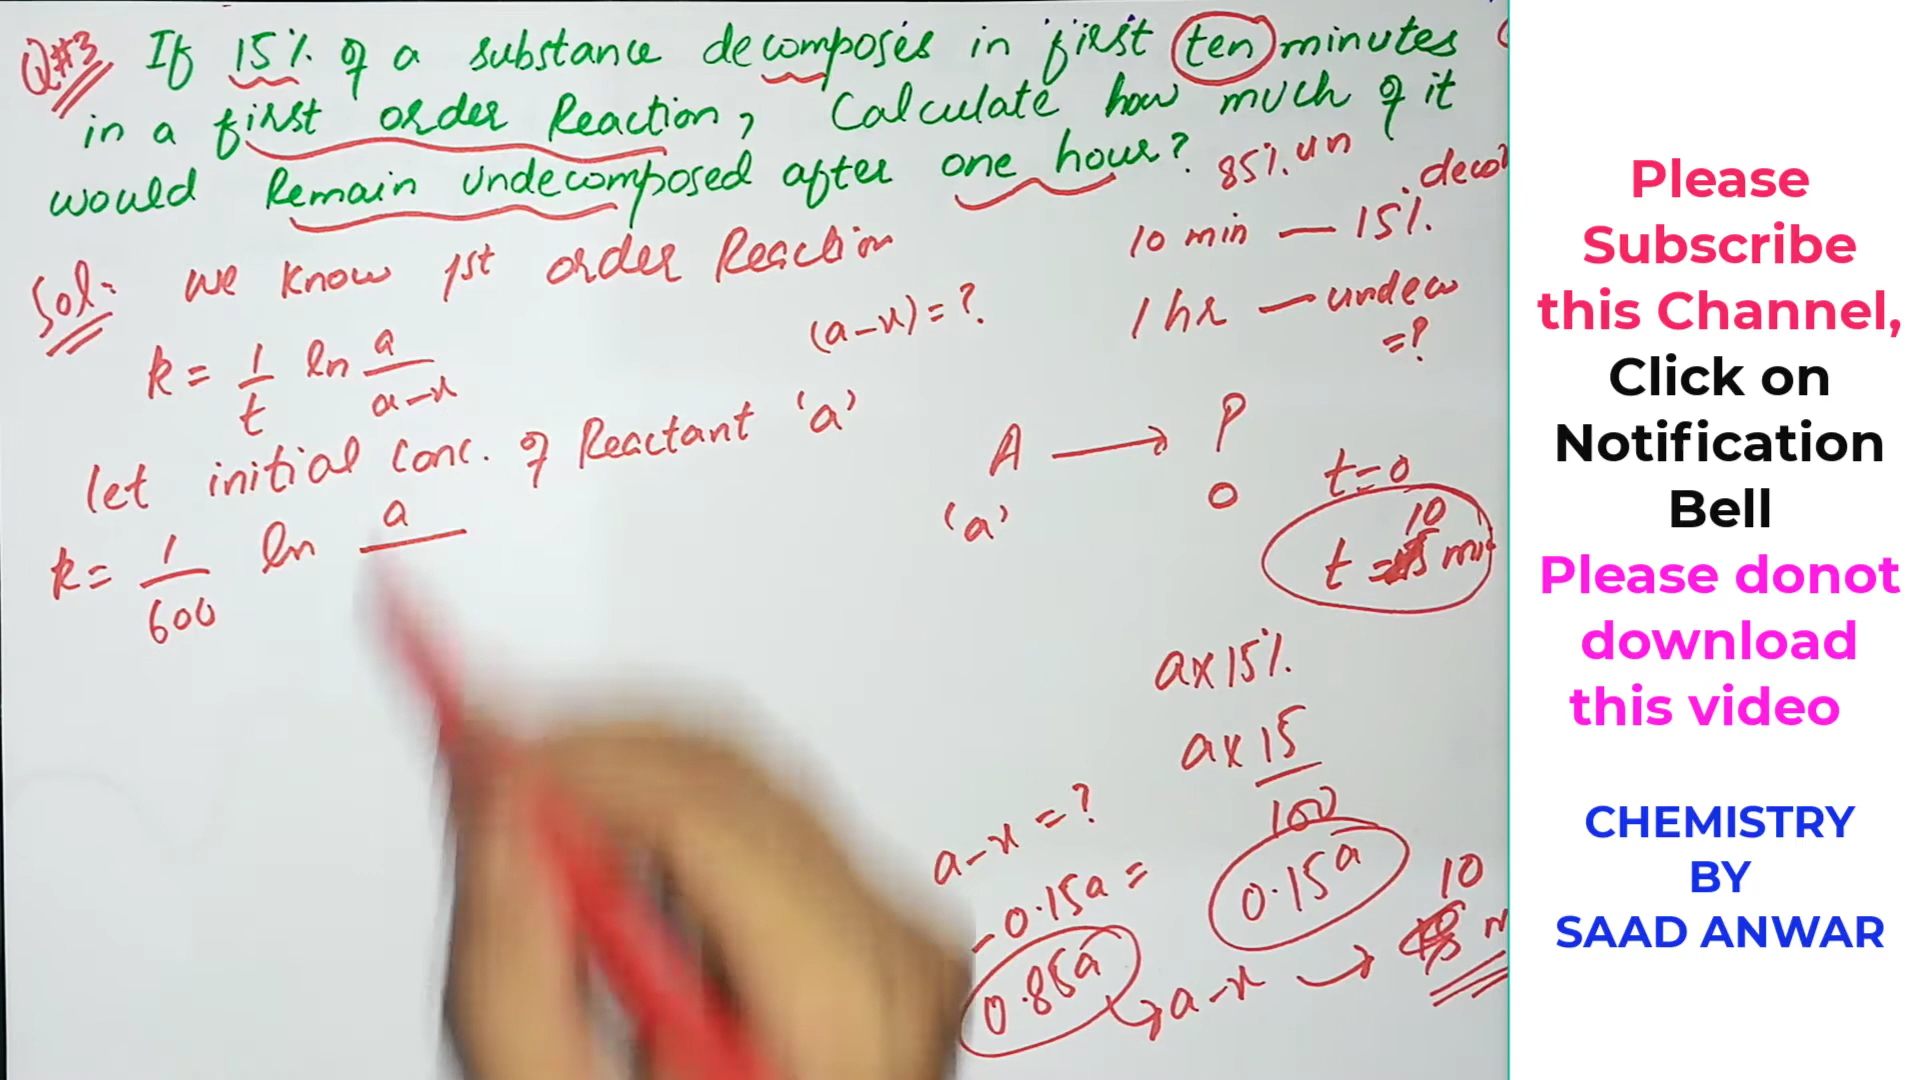 Q#3 If 15% of a substance decomposes in first ten minutes
in a first order Reaction, Calculate how much of it
would Remain undecomposed after one hour?
85% un
Sol:- we know 1st order Reaction
k = 1/t ln a/a-x
(a-x) = ?
decom
10 min — 15%.
1 hr — undeco
= ?
let initial conc. of Reactant 'a'
k = 1/600 ln a
A → P
'a' 0 t=0
t = 10 min
a x 15%
a x 15/100
0.15a
a-x = ?
- 0.15a =
0.85a → a-x → 10 m
Please
Subscribe
this Channel,
Click on
Notification
Bell
Please donot
download
this video
CHEMISTRY
BY
SAAD ANWAR